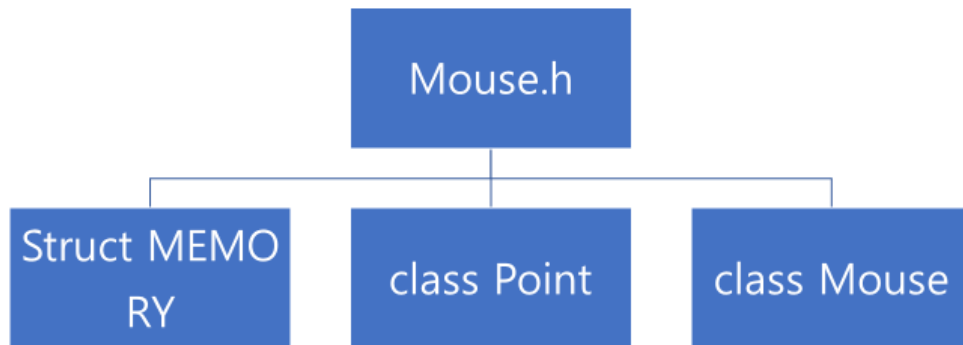 Mouse.h
Struct MEMO
RY
class Point
class Mouse